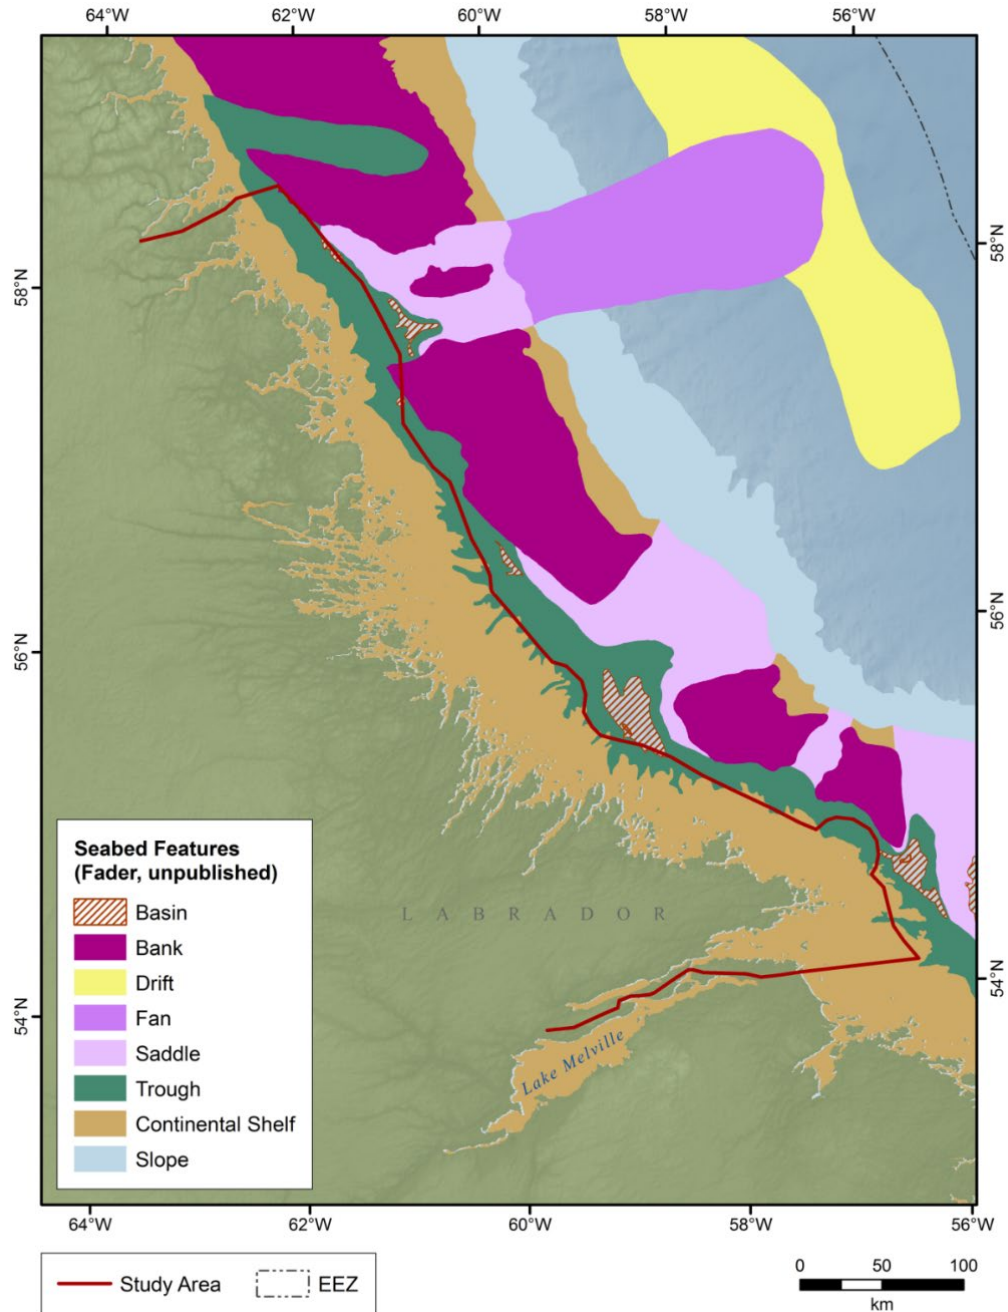 64°W 62°W 60°W 58°W 56°W
58°N
58°N
56°N
56°N
54°N
54°N
Seabed Features
(Fader, unpublished)
Basin
Bank
Drift
Fan
Saddle
Trough
Continental Shelf
Slope
LABRADOR
Lake Melville
64°W 62°W 60°W 58°W 56°W
Study Area EEZ
0 50 100
km